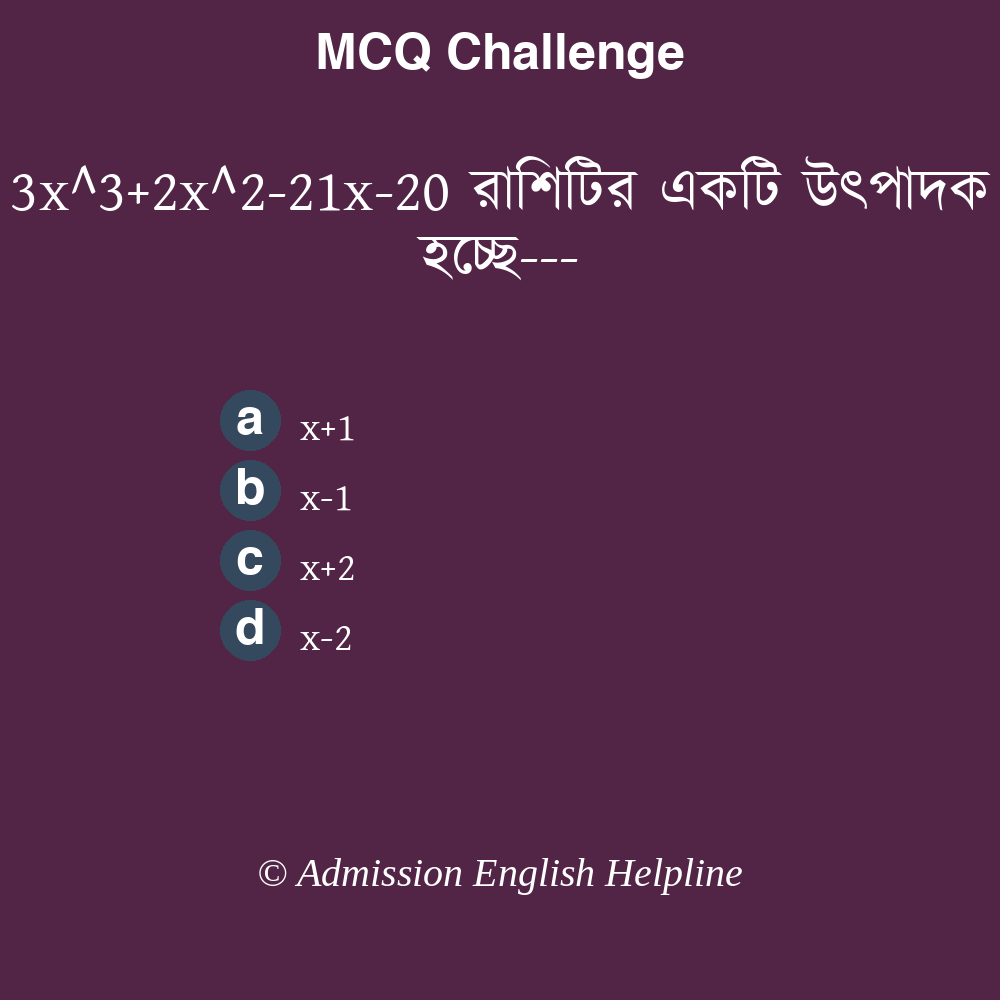 MCQ Challenge
3x^3+2x^2-21x-20 রাশিটির একটি উৎপাদক
হচ্ছে---
a x+1
b x-1
c x+2
d x-2
© Admission English Helpline